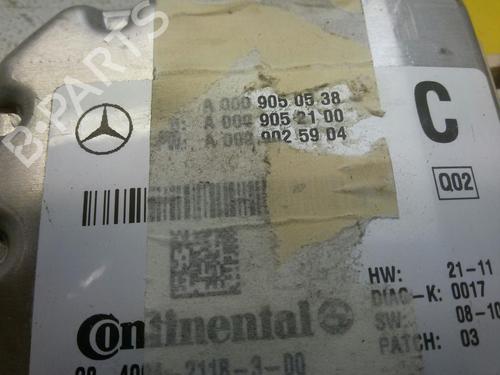 B-PARTS
A 000 905 05 38
A 009 905 21 00
902 59 04
C
Q02
HW: 21-11
DIAG-K: 0017
SW: 08-10
PATCH: 03
Continental